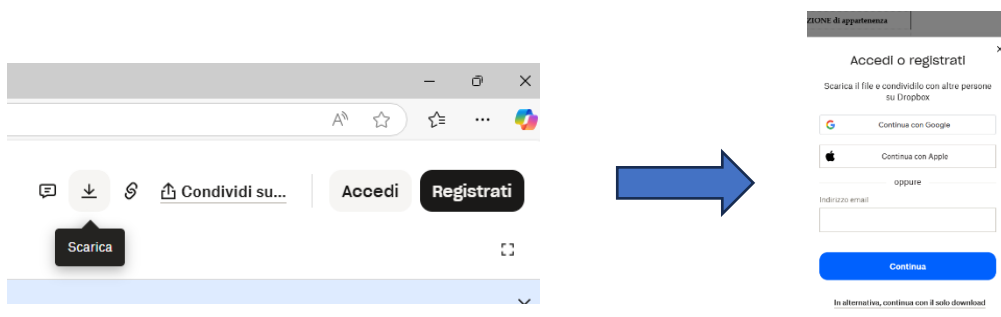 Condividi su...
Accedi
Registrati
Scarica
ZIONE di appartenenza
Accedi o registrati
Scarica il file e condividilo con altre persone
su Dropbox
Continua con Google
Continua con Apple
oppure
Indirizzo email
Continua
In alternativa, continua con il solo download